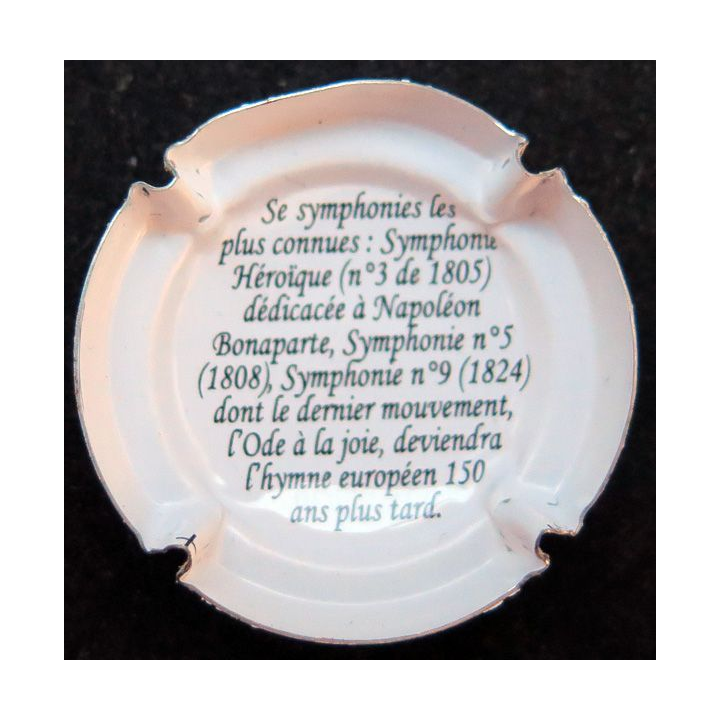 Se symphonies les
plus connues : Symphonie
Héroïque (n°3 de 1805)
dédicacée à Napoléon
Bonaparte, Symphonie n°5
(1808), Symphonie n°9 (1824)
dont le dernier mouvement,
l'Ode à la joie, deviendra
l'hymne européen 150
ans plus tard.